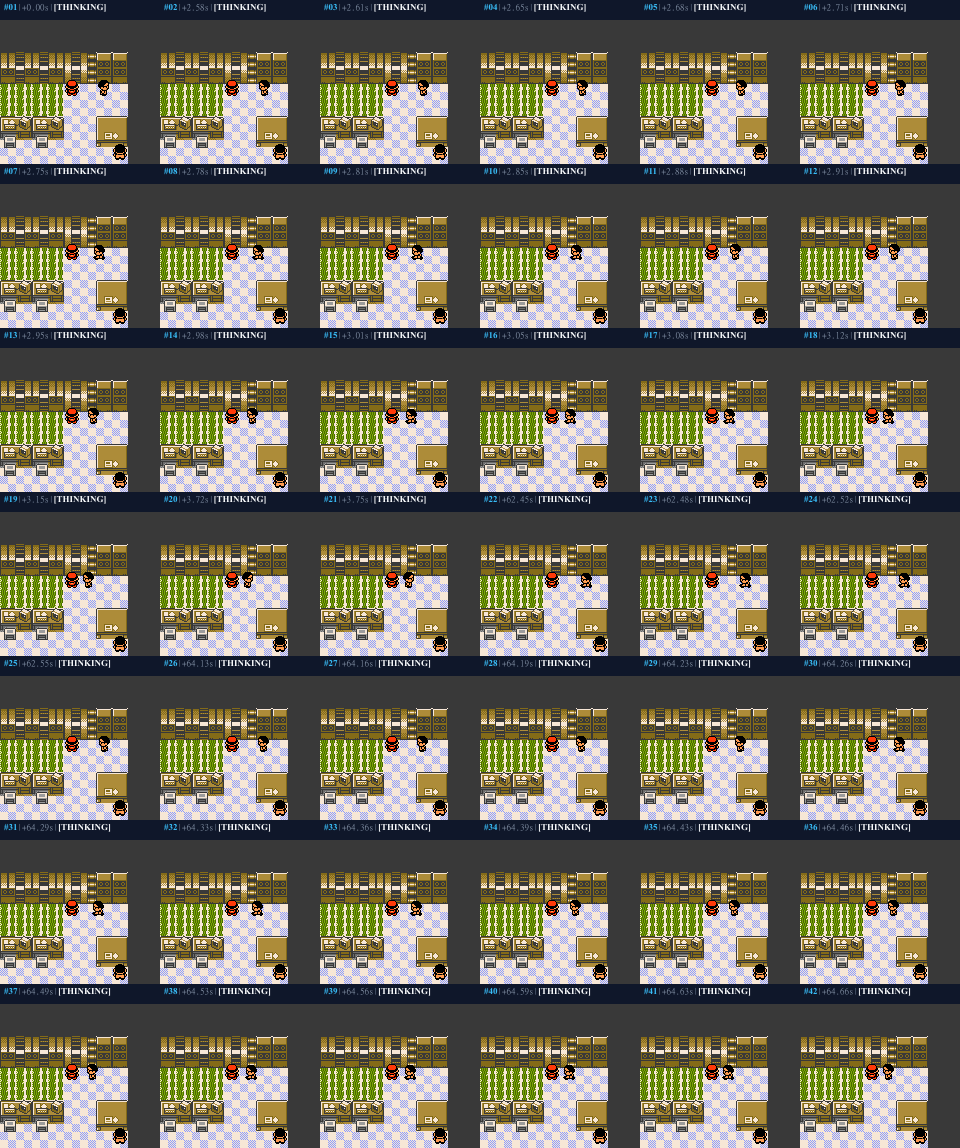 #01|+0.00s|[THINKING] #02|+2.58s|[THINKING] #03|+2.61s|[THINKING] #04|+2.65s|[THINKING] #05|+2.68s|[THINKING] #06|+2.71s|[THINKING]
#07|+2.75s|[THINKING] #08|+2.78s|[THINKING] #09|+2.81s|[THINKING] #10|+2.85s|[THINKING] #11|+2.88s|[THINKING] #12|+2.91s|[THINKING]
#13|+2.95s|[THINKING] #14|+2.98s|[THINKING] #15|+3.01s|[THINKING] #16|+3.05s|[THINKING] #17|+3.08s|[THINKING] #18|+3.12s|[THINKING]
#19|+3.15s|[THINKING] #20|+3.72s|[THINKING] #21|+3.75s|[THINKING] #22|+62.45s|[THINKING] #23|+62.48s|[THINKING] #24|+62.52s|[THINKING]
#25|+62.55s|[THINKING] #26|+64.13s|[THINKING] #27|+64.16s|[THINKING] #28|+64.19s|[THINKING] #29|+64.23s|[THINKING] #30|+64.26s|[THINKING]
#31|+64.29s|[THINKING] #32|+64.33s|[THINKING] #33|+64.36s|[THINKING] #34|+64.39s|[THINKING] #35|+64.43s|[THINKING] #36|+64.46s|[THINKING]
#37|+64.49s|[THINKING] #38|+64.53s|[THINKING] #39|+64.56s|[THINKING] #40|+64.59s|[THINKING] #41|+64.63s|[THINKING] #42|+64.66s|[THINKING]